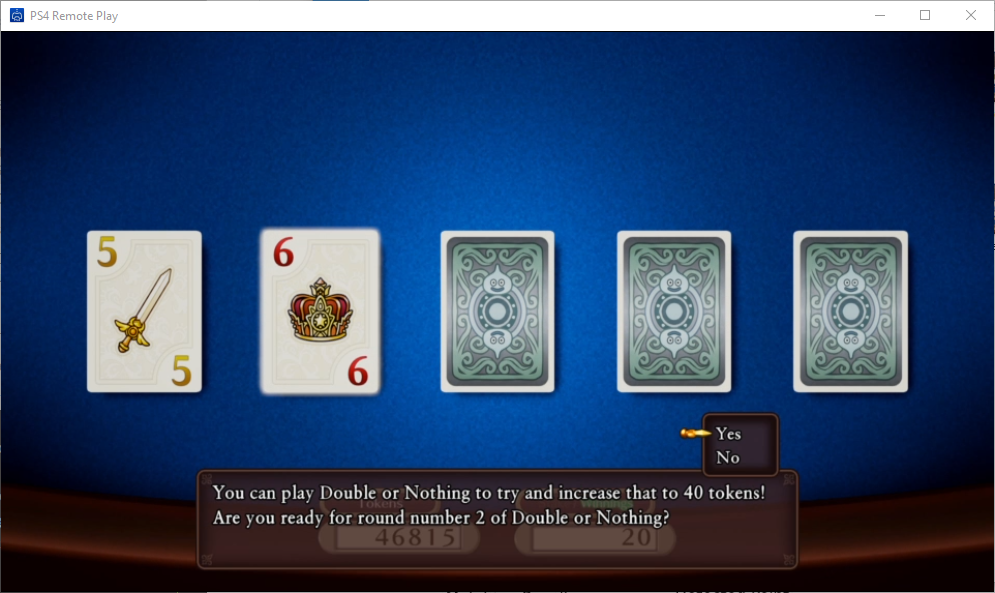 PS4 Remote Play
5
6
5
6
Yes
No
You can play Double or Nothing to try and increase that to 40 tokens!
Are you ready for round number 2 of Double or Nothing?
Tokens
46815
20